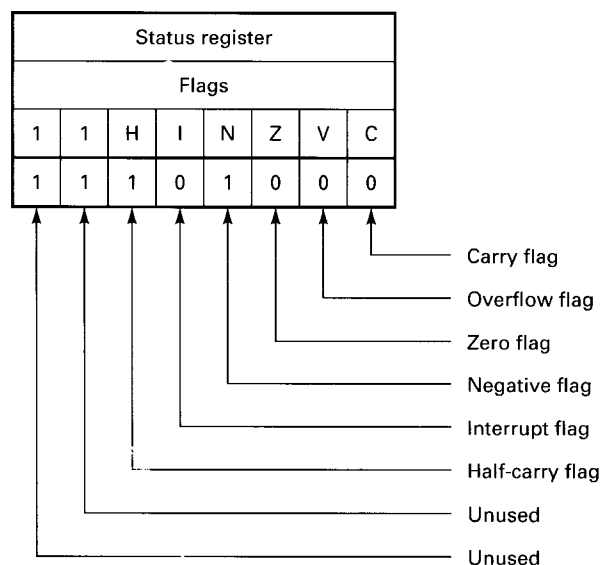 Status register
Flags
1 1 H I N Z V C
1 1 1 0 1 0 0 0
Carry flag
Overflow flag
Zero flag
Negative flag
Interrupt flag
Half-carry flag
Unused
Unused